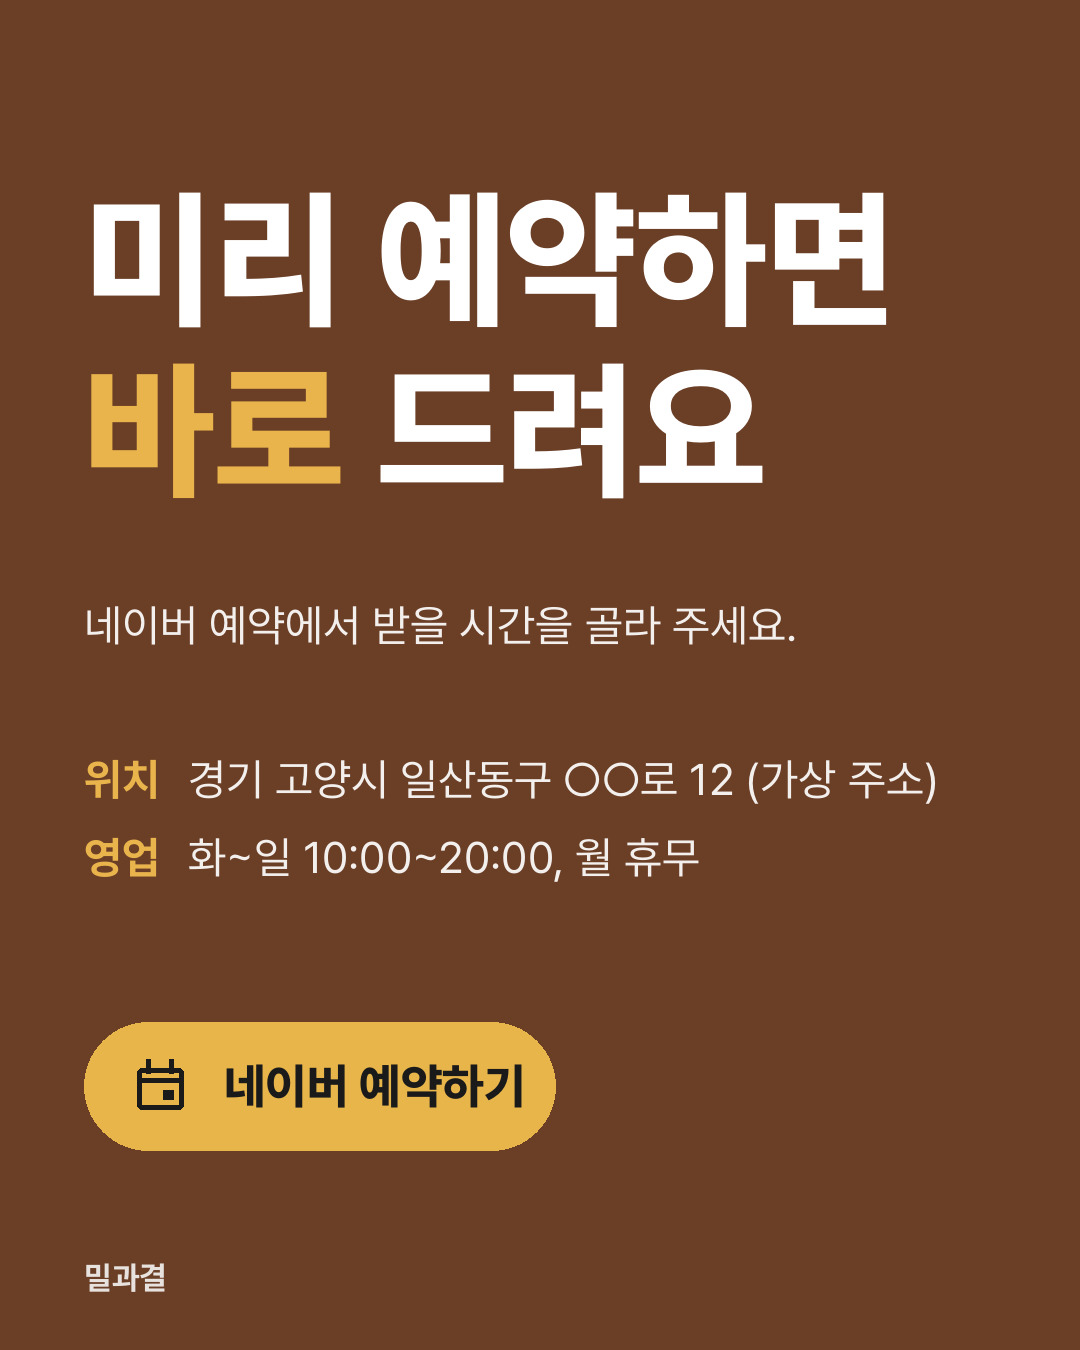 미리 예약하면
바로 드려요
네이버 예약에서 받을 시간을 골라 주세요.
위치 경기 고양시 일산동구 ○○로 12 (가상 주소)
영업 화~일 10:00~20:00, 월 휴무
네이버 예약하기
밀과결